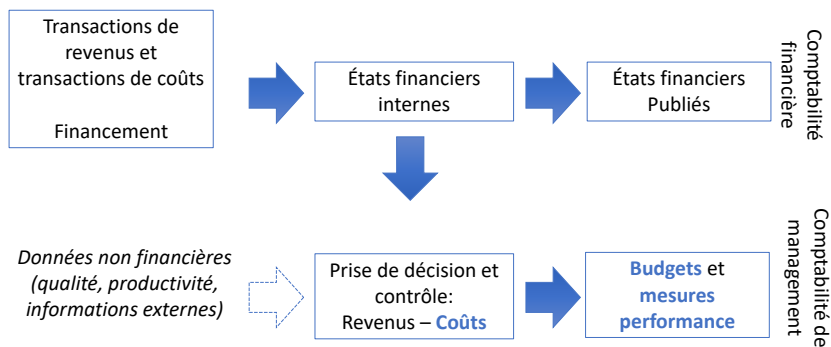 Transactions de
revenus et
transactions de coûts
Financement
États financiers
internes
États financiers
Publiés
Comptabilité
financière
Données non financières
(qualité, productivité,
informations externes)
Prise de décision et
contrôle:
Revenus – Coûts
Budgets et
mesures
performance
Comptabilité de
management